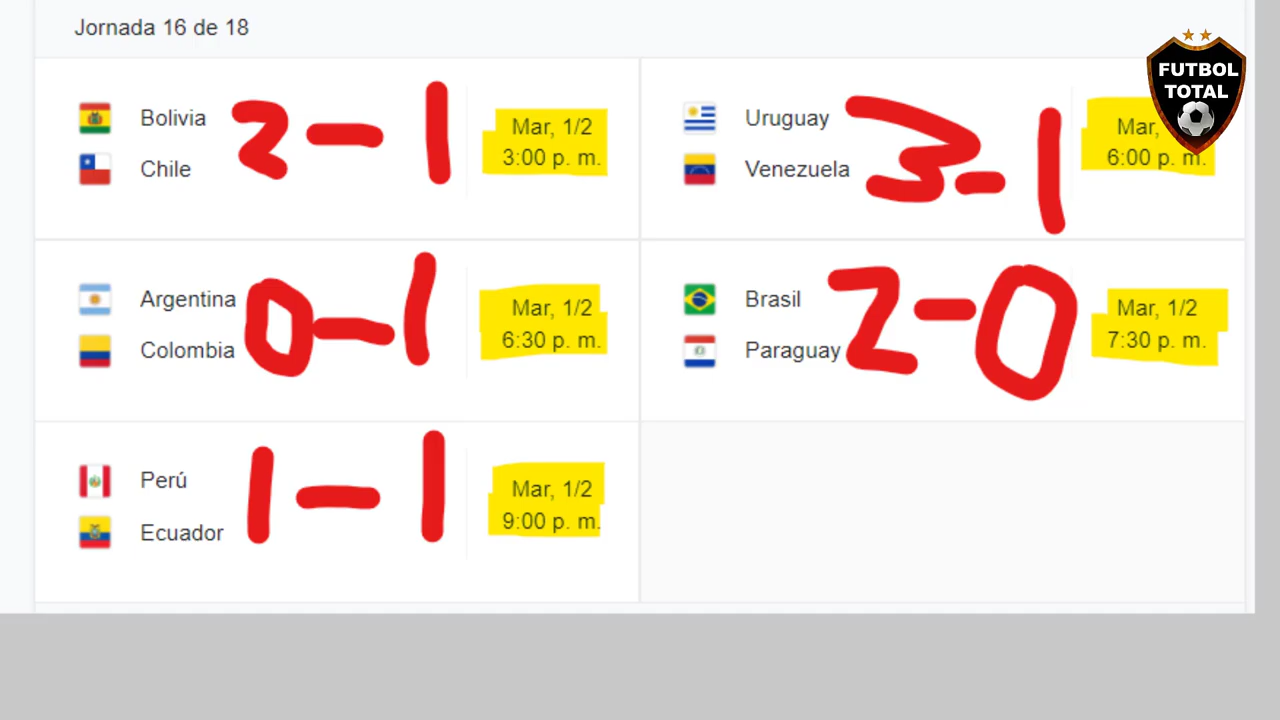 Jornada 16 de 18
FUTBOL
TOTAL
Bolivia
Chile
2 - 1
Mar, 1/2
3:00 p. m.
Uruguay
Venezuela
3 - 1
Mar,
6:00 p. m.
Argentina
Colombia
0 - 1
Mar, 1/2
6:30 p. m.
Brasil
Paraguay
2 - 0
Mar, 1/2
7:30 p. m.
Perú
Ecuador
1 - 1
Mar, 1/2
9:00 p. m.